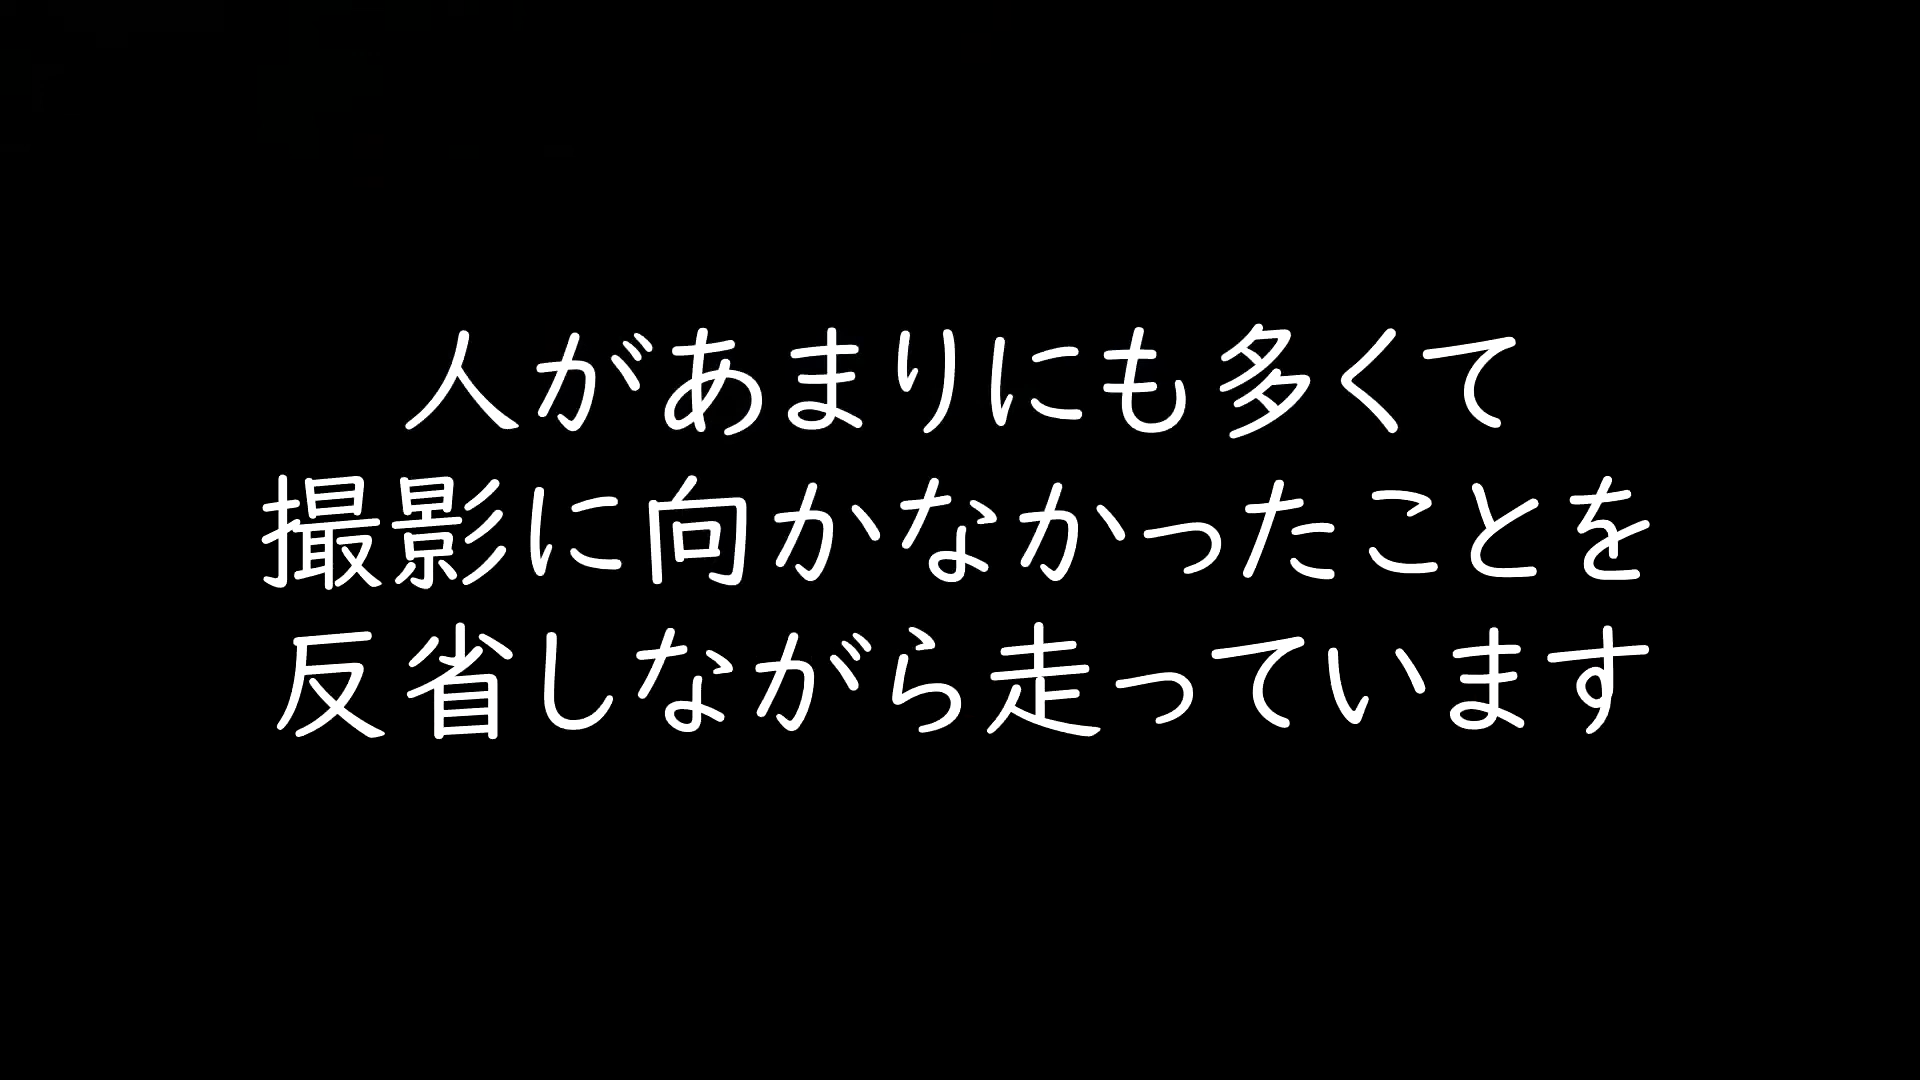 人があまりにも多くて
撮影に向かなかったことを
反省しながら走っています